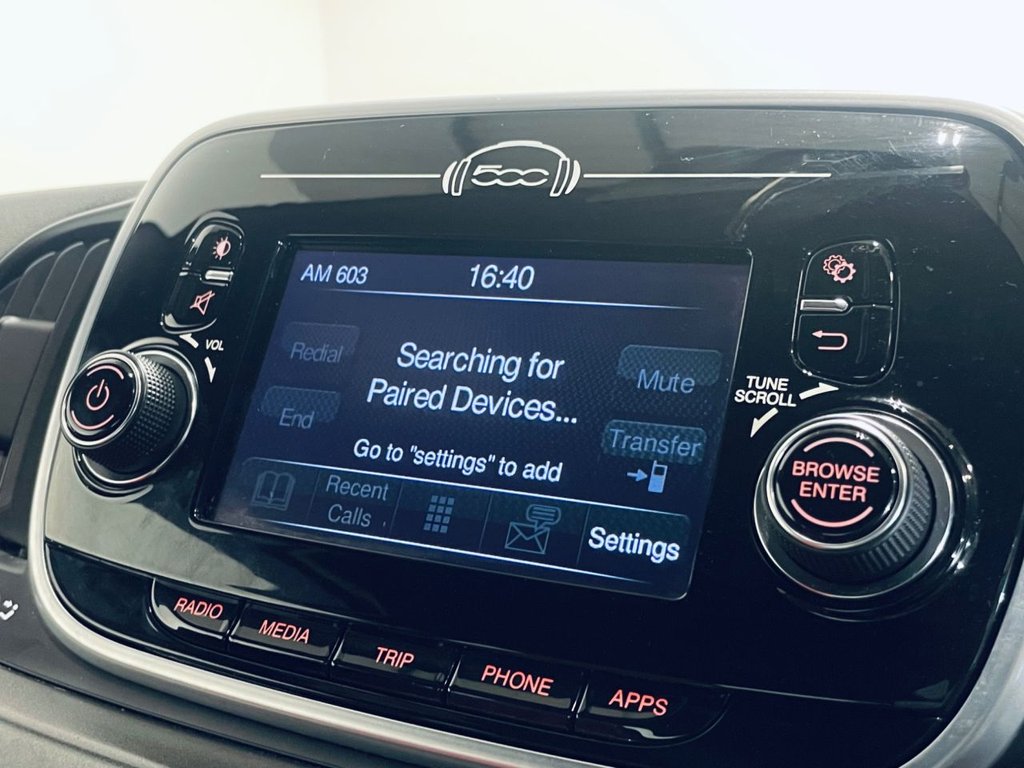 500
AM 603 16:40
VOL
Redial
Searching for
Paired Devices...
Mute
TUNE
SCROLL
End
Transfer
Go to "settings" to add
BROWSE
ENTER
Recent
Calls
Settings
RADIO
MEDIA
TRIP
PHONE
APPS